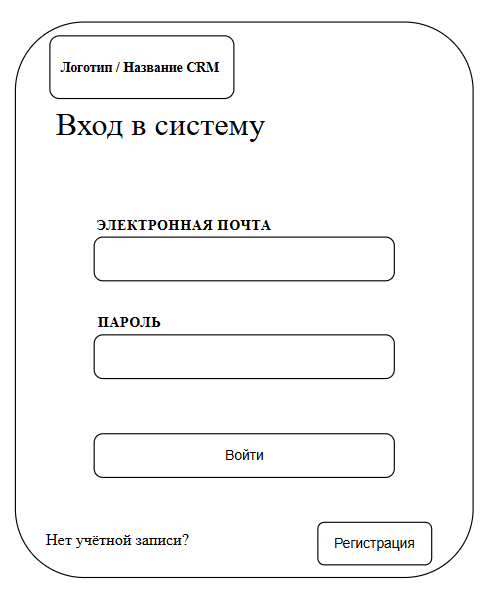 Логотип / Название CRM
Вход в систему
ЭЛЕКТРОННАЯ ПОЧТА
ПАРОЛЬ
Войти
Нет учётной записи?
Регистрация